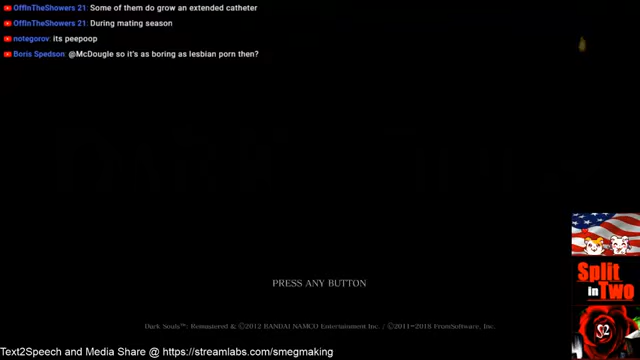 OffInTheShowers 21: Some of them do grow an extended catheter
OffInTheShowers 21: During mating season
notegorov: its peepoop
Boris Spedson: @McDougle so it's as boring as lesbian porn then?
PRESS ANY BUTTON
Dark Souls™: Remastered & ©2012 BANDAI NAMCO Entertainment Inc. / ©2011-2018 FromSoftware, Inc.
Split
in Two
S2
Text2Speech and Media Share @ https://streamlabs.com/smegmaking